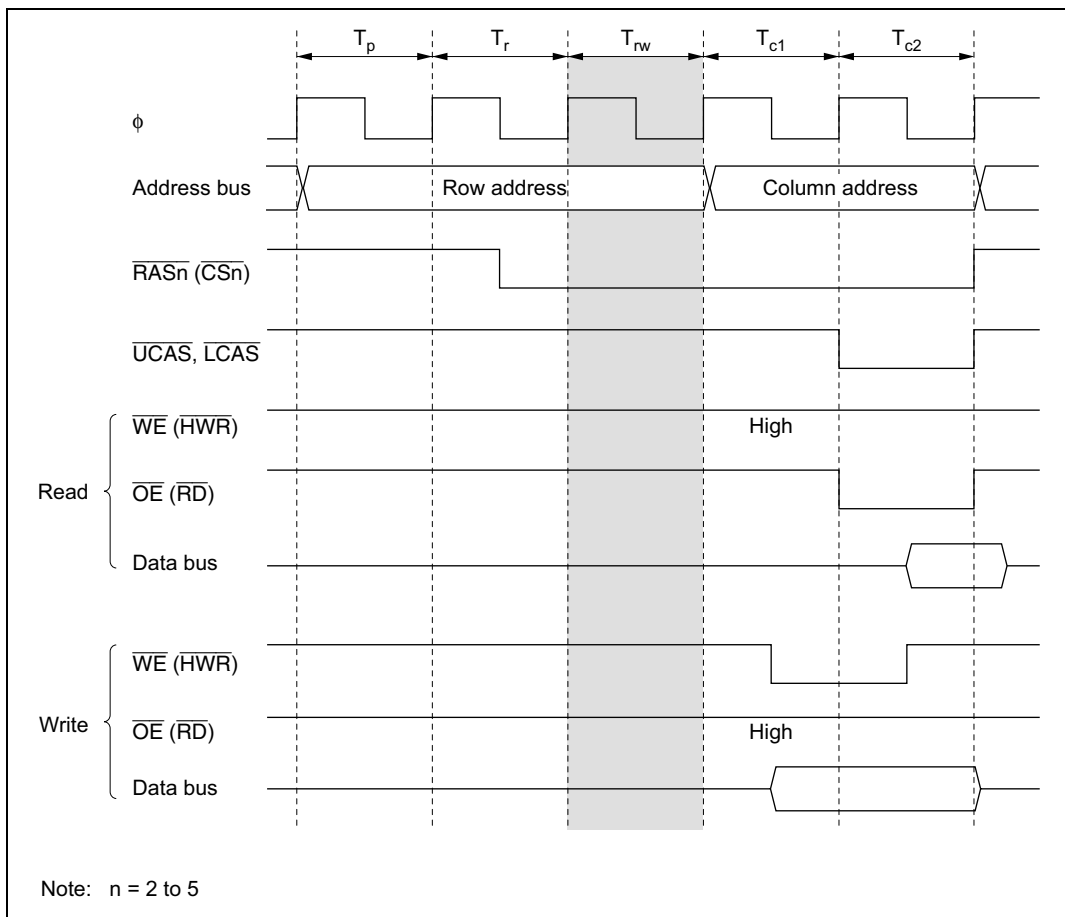 Tp Tr Trw Tc1 Tc2
ϕ
Address bus Row address Column address
RASn (CSn)
UCAS, LCAS
WE (HWR) High
Read OE (RD)
Data bus
WE (HWR)
Write OE (RD) High
Data bus
Note: n = 2 to 5